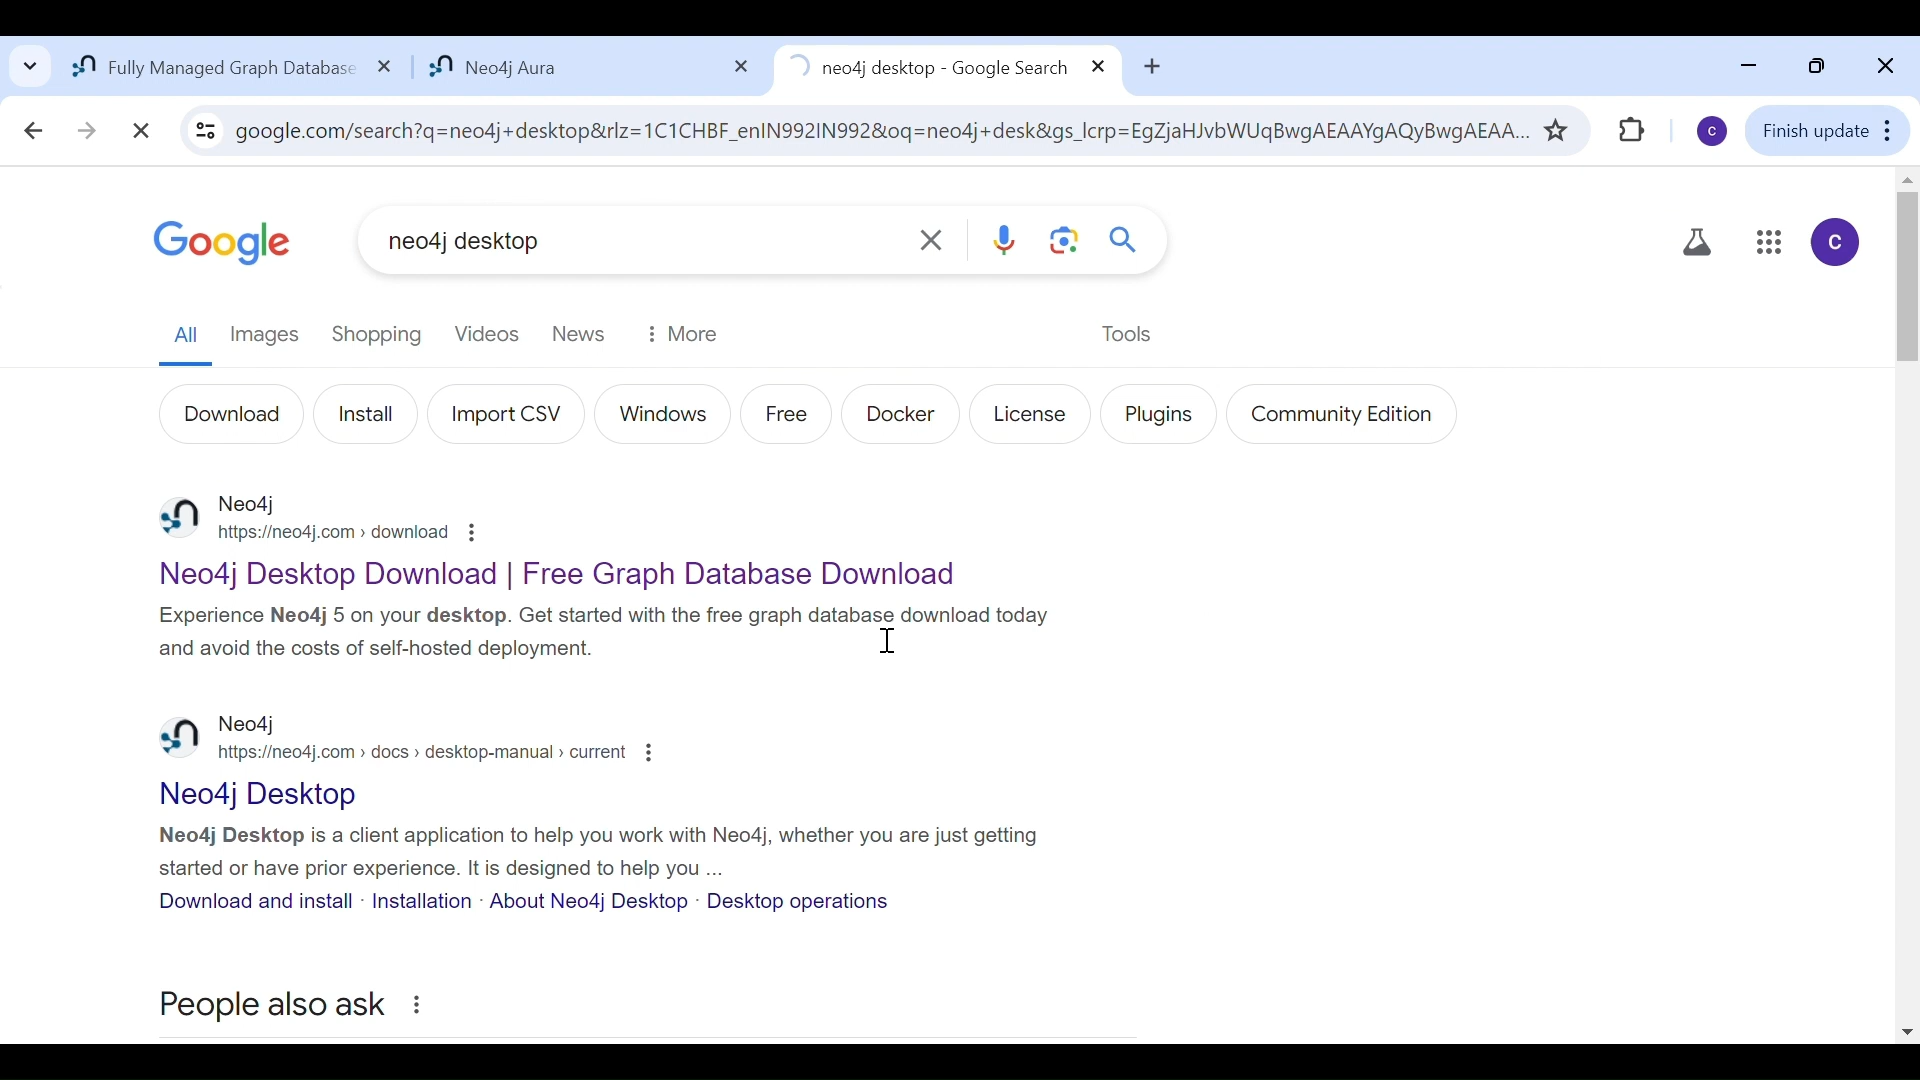 Fully Managed Graph Database
Neo4j Aura
neo4j desktop - Google Search
google.com/search?q=neo4j+desktop&rlz=1C1CHBF_enIN992IN992&oq=neo4j+desk&gs_lcrp=EgZjaHJvbWUqBwgAEAAYgAQyBwgAEAA...
C
Finish update
Google
neo4j desktop
C
All
Images
Shopping
Videos
News
More
Tools
Download
Install
Import CSV
Windows
Free
Docker
License
Plugins
Community Edition
Neo4j
https://neo4j.com › download
Neo4j Desktop Download | Free Graph Database Download
Experience Neo4j 5 on your desktop. Get started with the free graph database download today
and avoid the costs of self-hosted deployment.
Neo4j
https://neo4j.com › docs › desktop-manual › current
Neo4j Desktop
Neo4j Desktop is a client application to help you work with Neo4j, whether you are just getting
started or have prior experience. It is designed to help you ...
Download and install · Installation · About Neo4j Desktop · Desktop operations
People also ask